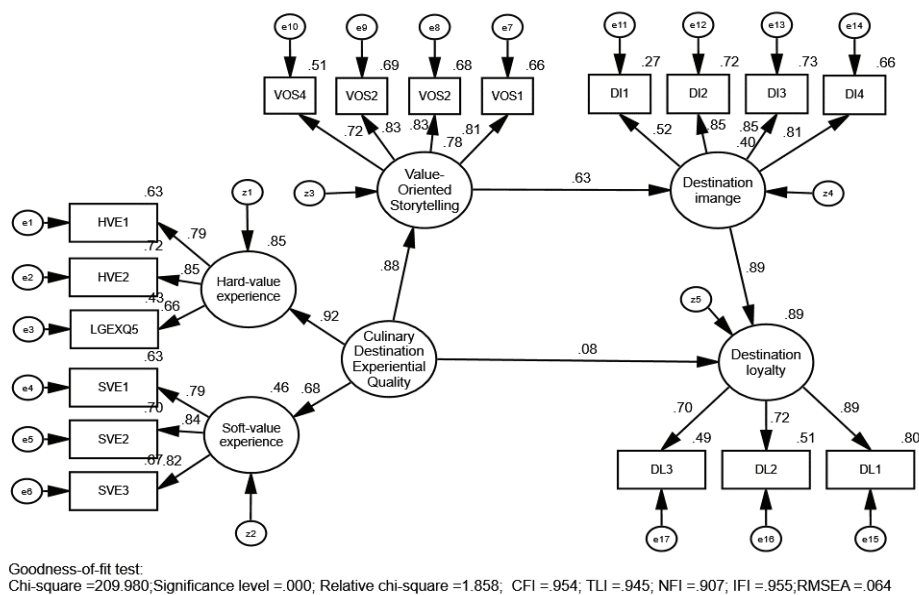 e10
e9
e8
e7
e11
e12
e13
e14
.51
.69
.68
.66
.27
.72
.73
.66
VOS4
VOS2
VOS2
VOS1
DI1
DI2
DI3
DI4
.72
.83
.83
.78
.81
.52
.85
.85
.40
.81
z3
Value-
Oriented
Storytelling
.63
Destination
imange
z4
.63
z1
e1
HVE1
.79
.85
.72
e2
HVE2
.85
Hard-value
experience
.88
.89
.43
.66
z5
e3
LGEXQ5
.92
.89
Culinary
Destination
Experiential
Quality
.08
Destination
loyalty
.63
e4
SVE1
.79
.46
.68
.70
e5
SVE2
.84
Soft-value
experience
.70
.72
.89
.67
.82
.49
.51
.80
e6
SVE3
DL3
DL2
DL1
z2
e17
e16
e15
Goodness-of-fit test:
Chi-square =209.980;Significance level =.000; Relative chi-square =1.858; CFI =.954; TLI =.945; NFI =.907; IFI =.955;RMSEA =.064